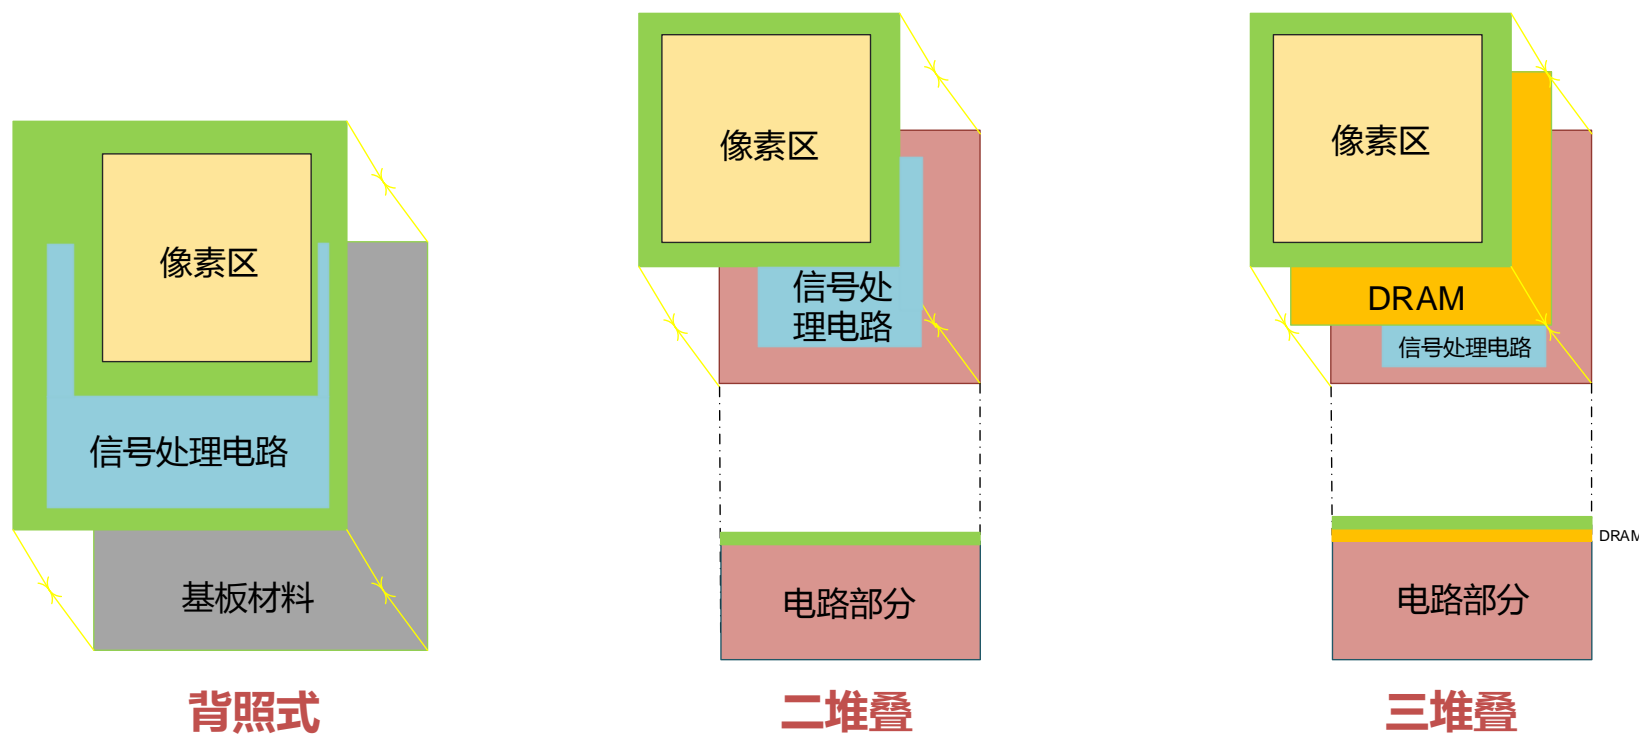 像素区
信号处理电路
基板材料
背照式
像素区
信号处
理电路
电路部分
二堆叠
像素区
DRAM
信号处理电路
DRAM
电路部分
三堆叠